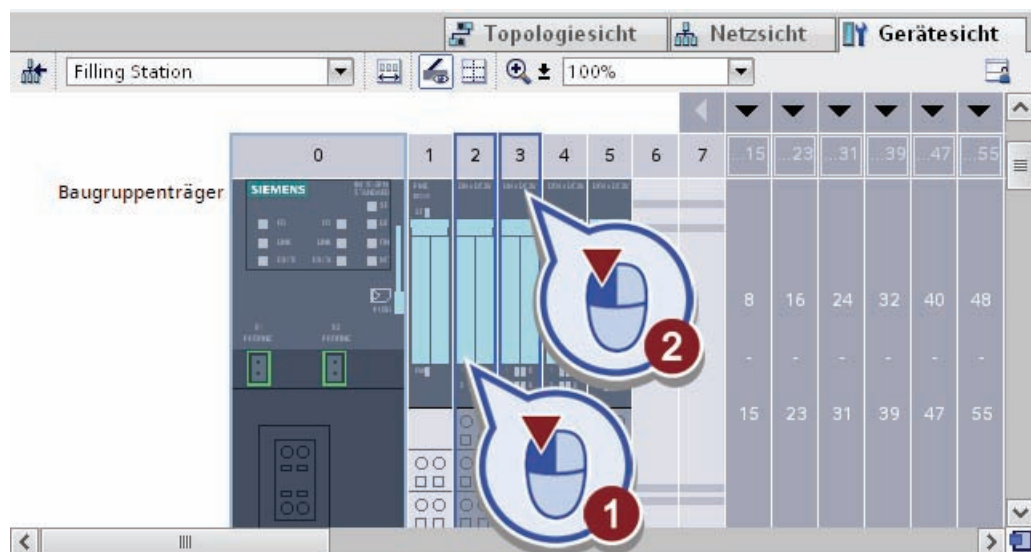 Topologiesicht Netzsicht Gerätesicht
Filling Station 100%
...15 ...23 ...31 ...39 ...47 ...55
0 1 2 3 4 5 6 7
Baugruppenträger SIEMENS
8 16 24 32 40 48
- - - - - -
15 23 31 39 47 55
2
1